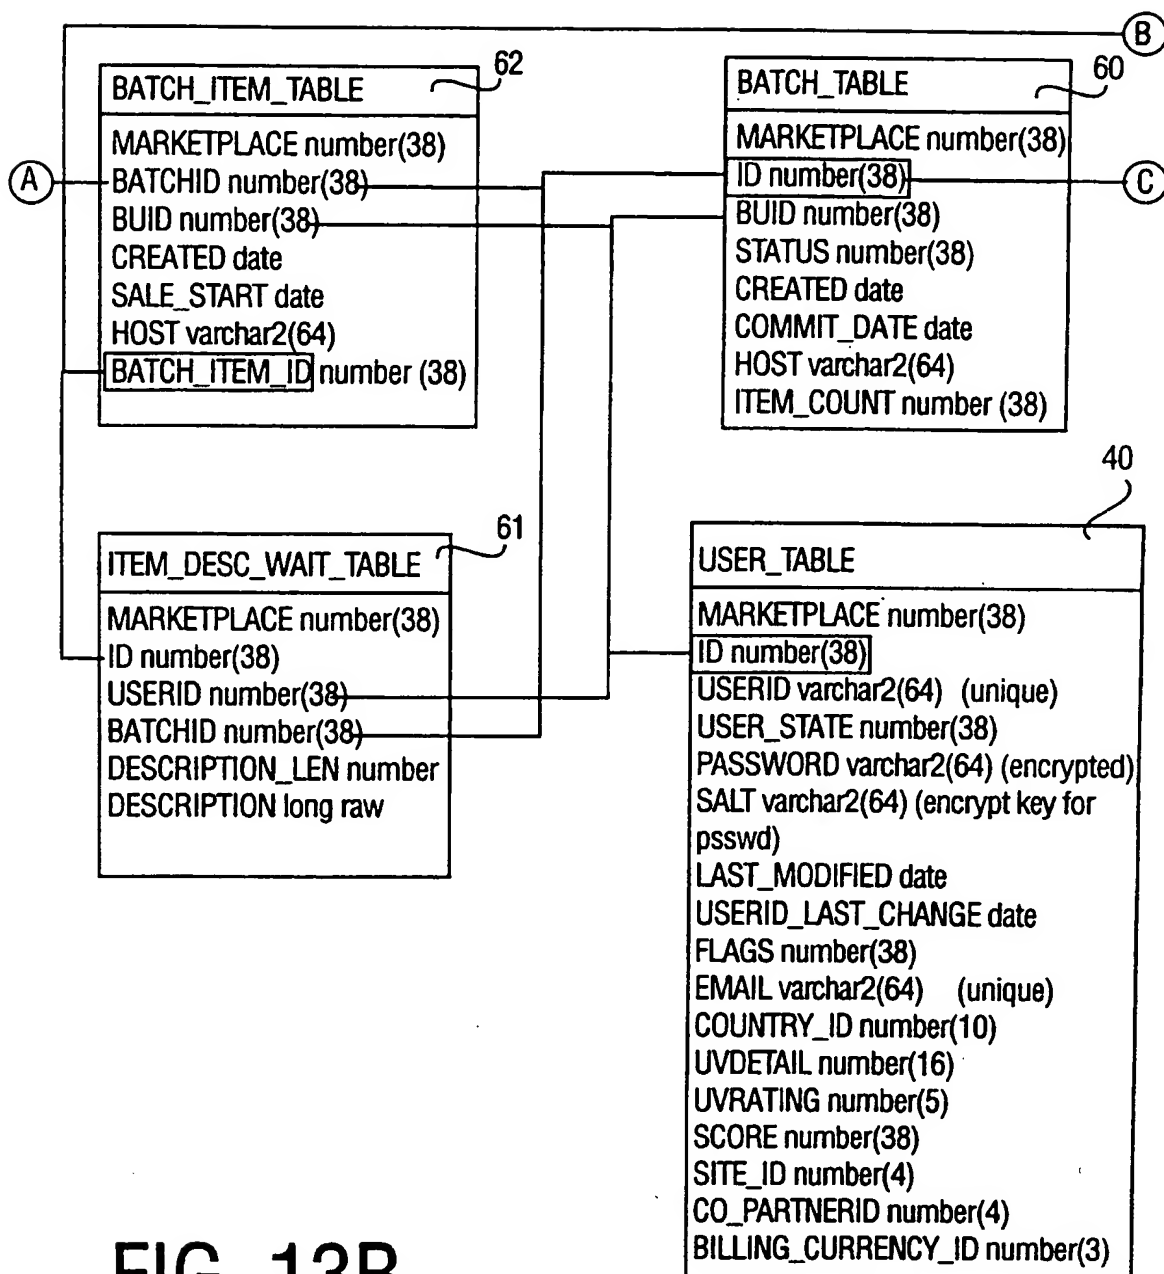 B
62
BATCH_ITEM_TABLE
MARKETPLACE number(38)
A
BATCHID number(38)
BUID number(38)
CREATED date
SALE_START date
HOST varchar2(64)
BATCH_ITEM_ID number (38)
60
BATCH_TABLE
MARKETPLACE number(38)
ID number(38)
C
BUID number(38)
STATUS number(38)
CREATED date
COMMIT_DATE date
HOST varchar2(64)
ITEM_COUNT number (38)
61
ITEM_DESC_WAIT_TABLE
MARKETPLACE number(38)
ID number(38)
USERID number(38)
BATCHID number(38)
DESCRIPTION_LEN number
DESCRIPTION long raw
40
USER_TABLE
MARKETPLACE number(38)
ID number(38)
USERID varchar2(64) (unique)
USER_STATE number(38)
PASSWORD varchar2(64) (encrypted)
SALT varchar2(64) (encrypt key for
psswd)
LAST_MODIFIED date
USERID_LAST_CHANGE date
FLAGS number(38)
EMAIL varchar2(64) (unique)
COUNTRY_ID number(10)
UVDETAIL number(16)
UVRATING number(5)
SCORE number(38)
SITE_ID number(4)
CO_PARTNERID number(4)
BILLING_CURRENCY_ID number(3)
FIG. 13B